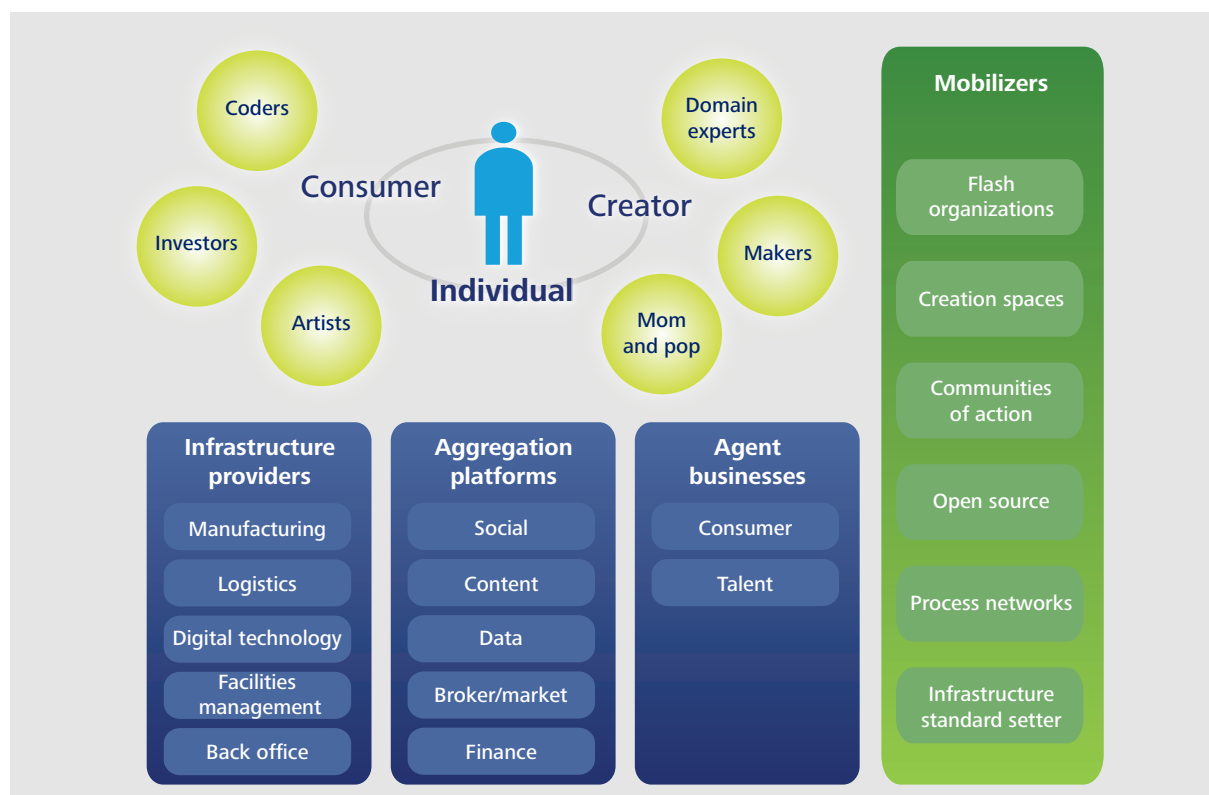 Coders
Investors
Artists
Consumer
Creator
Individual
Domain
experts
Makers
Mom
and pop
Infrastructure
providers
Manufacturing
Logistics
Digital technology
Facilities
management
Back office
Aggregation
platforms
Social
Content
Data
Broker/market
Finance
Agent
businesses
Consumer
Talent
Mobilizers
Flash
organizations
Creation spaces
Communities
of action
Open source
Process networks
Infrastructure
standard setter